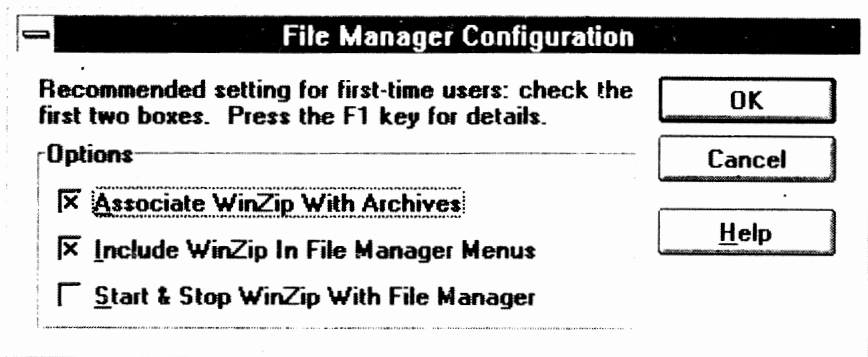 File Manager Configuration
Recommended setting for first-time users: check the
first two boxes. Press the F1 key for details.
OK
Cancel
Help
Options
Associate WinZip With Archives
Include WinZip In File Manager Menus
Start & Stop WinZip With File Manager